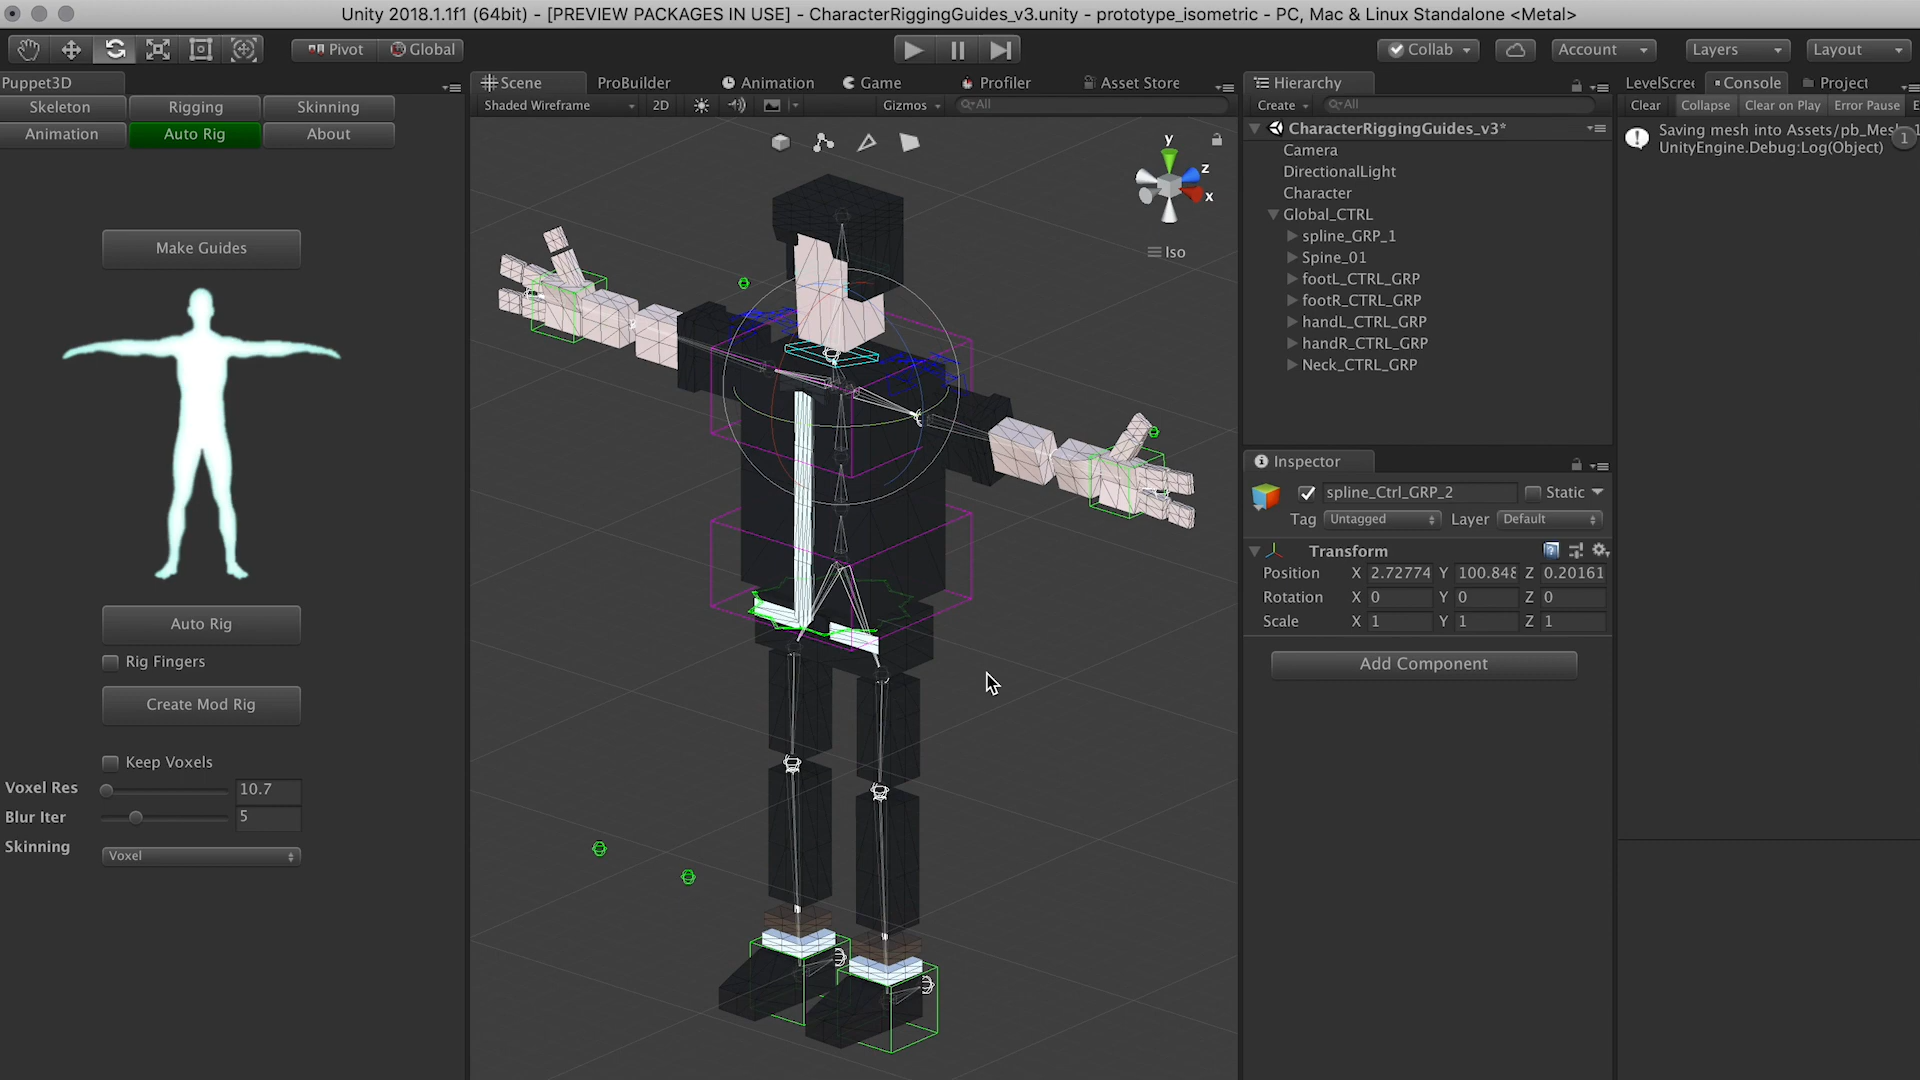 Unity 2018.1.1f1 (64bit) - [PREVIEW PACKAGES IN USE] - CharacterRiggingGuides_v3.unity - prototype_isometric - PC, Mac & Linux Standalone <Metal>
Pivot Global Collab Account Layers Layout
Puppet3D
Skeleton Rigging Skinning
Animation Auto Rig About
Make Guides
Auto Rig
Rig Fingers
Create Mod Rig
Keep Voxels
Voxel Res 10.7
Blur Iter 5
Skinning Voxel
Scene ProBuilder Animation Game Profiler Asset Store
Shaded Wireframe 2D Gizmos All
y
z
x
Iso
Hierarchy
Create All
CharacterRiggingGuides_v3*
Camera
DirectionalLight
Character
Global_CTRL
spline_GRP_1
Spine_01
footL_CTRL_GRP
footR_CTRL_GRP
handL_CTRL_GRP
handR_CTRL_GRP
Neck_CTRL_GRP
Inspector
spline_Ctrl_GRP_2 Static
Tag Untagged Layer Default
Transform
Position X 2.72774 Y 100.848 Z 0.20161
Rotation X 0 Y 0 Z 0
Scale X 1 Y 1 Z 1
Add Component
LevelScre Console Project
Clear Collapse Clear on Play Error Pause E
Saving mesh into Assets/pb_Mes 1
UnityEngine.Debug:Log(Object)